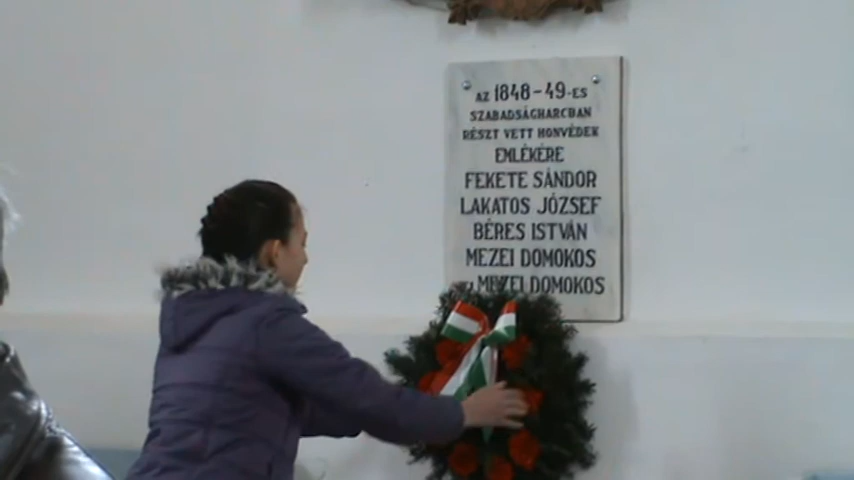 AZ 1848-49-ES
SZABADSÁGHARCBAN
RÉSZT VETT HONVÉDEK
EMLÉKÉRE
FEKETE SÁNDOR
LAKATOS JÓZSEF
BÉRES ISTVÁN
MEZEI DOMOKOS
MEZEI DOMOKOS